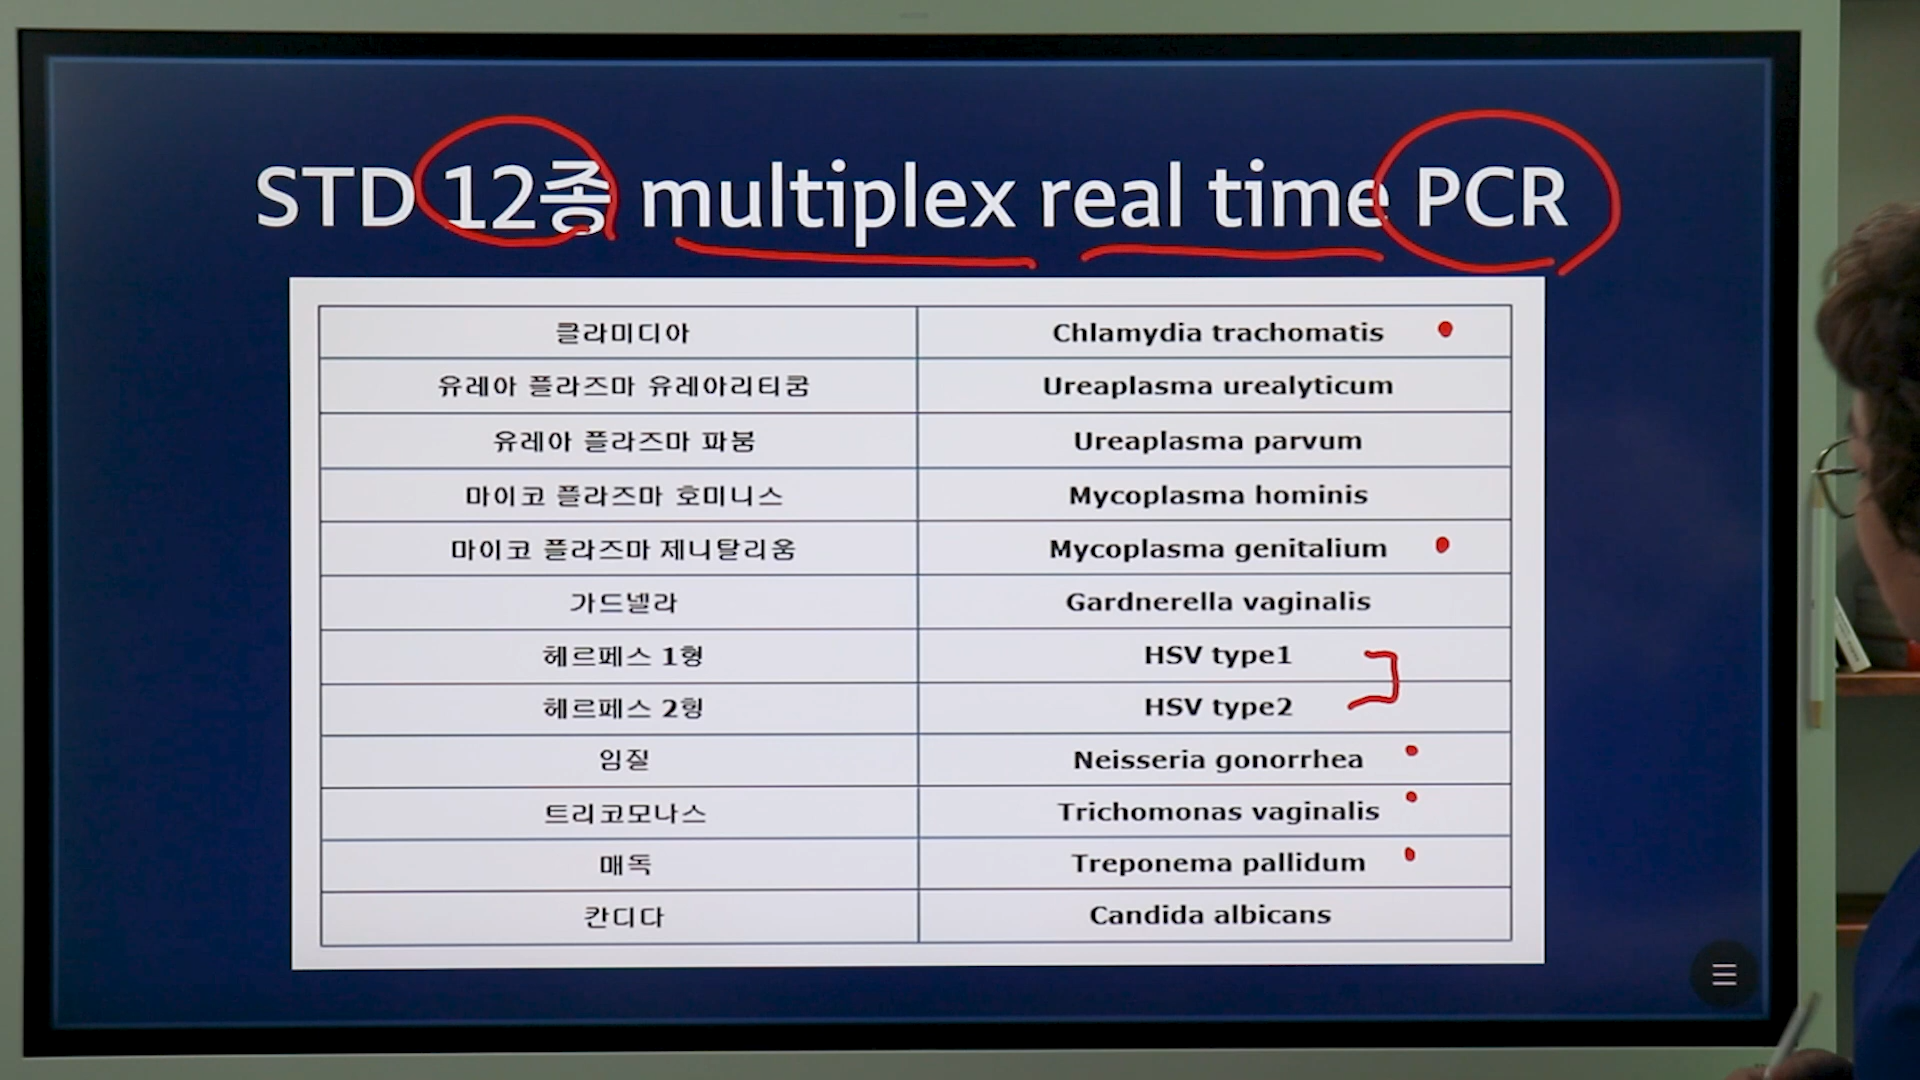 STD 12종 multiplex real time PCR
클라미디아 Chlamydia trachomatis
유레아 플라즈마 유레아리티쿰 Ureaplasma urealyticum
유레아 플라즈마 파붐 Ureaplasma parvum
마이코 플라즈마 호미니스 Mycoplasma hominis
마이코 플라즈마 제니탈리움 Mycoplasma genitalium
가드넬라 Gardnerella vaginalis
헤르페스 1형 HSV type1
헤르페스 2형 HSV type2
임질 Neisseria gonorrhea
트리코모나스 Trichomonas vaginalis
매독 Treponema pallidum
칸디다 Candida albicans